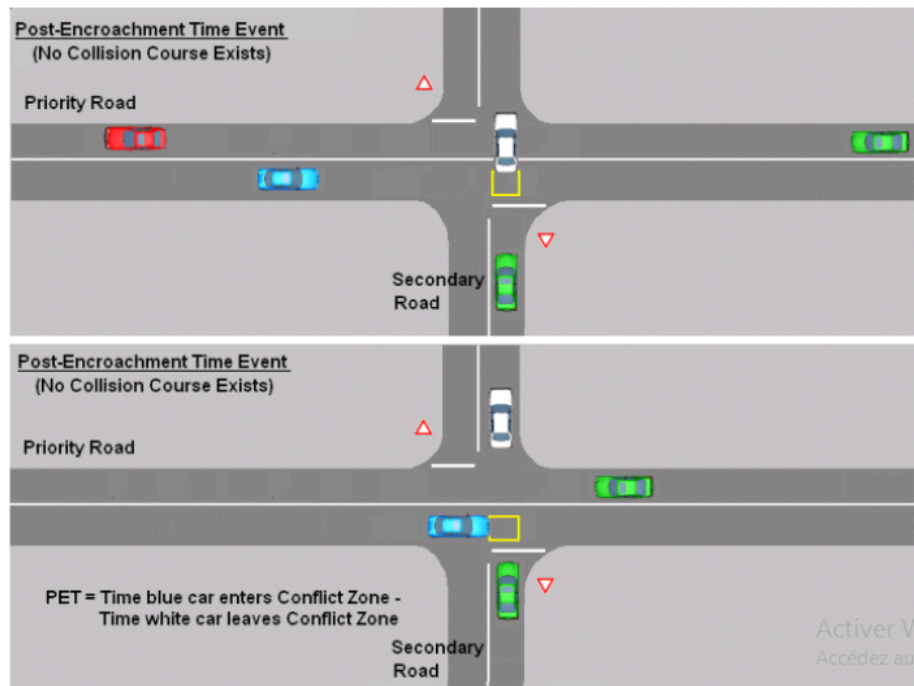 Post-Encroachment Time Event
(No Collision Course Exists)
Priority Road
Secondary
Road
Post-Encroachment Time Event
(No Collision Course Exists)
Priority Road
PET = Time blue car enters Conflict Zone -
Time white car leaves Conflict Zone
Secondary
Road
Activer
Accédez au